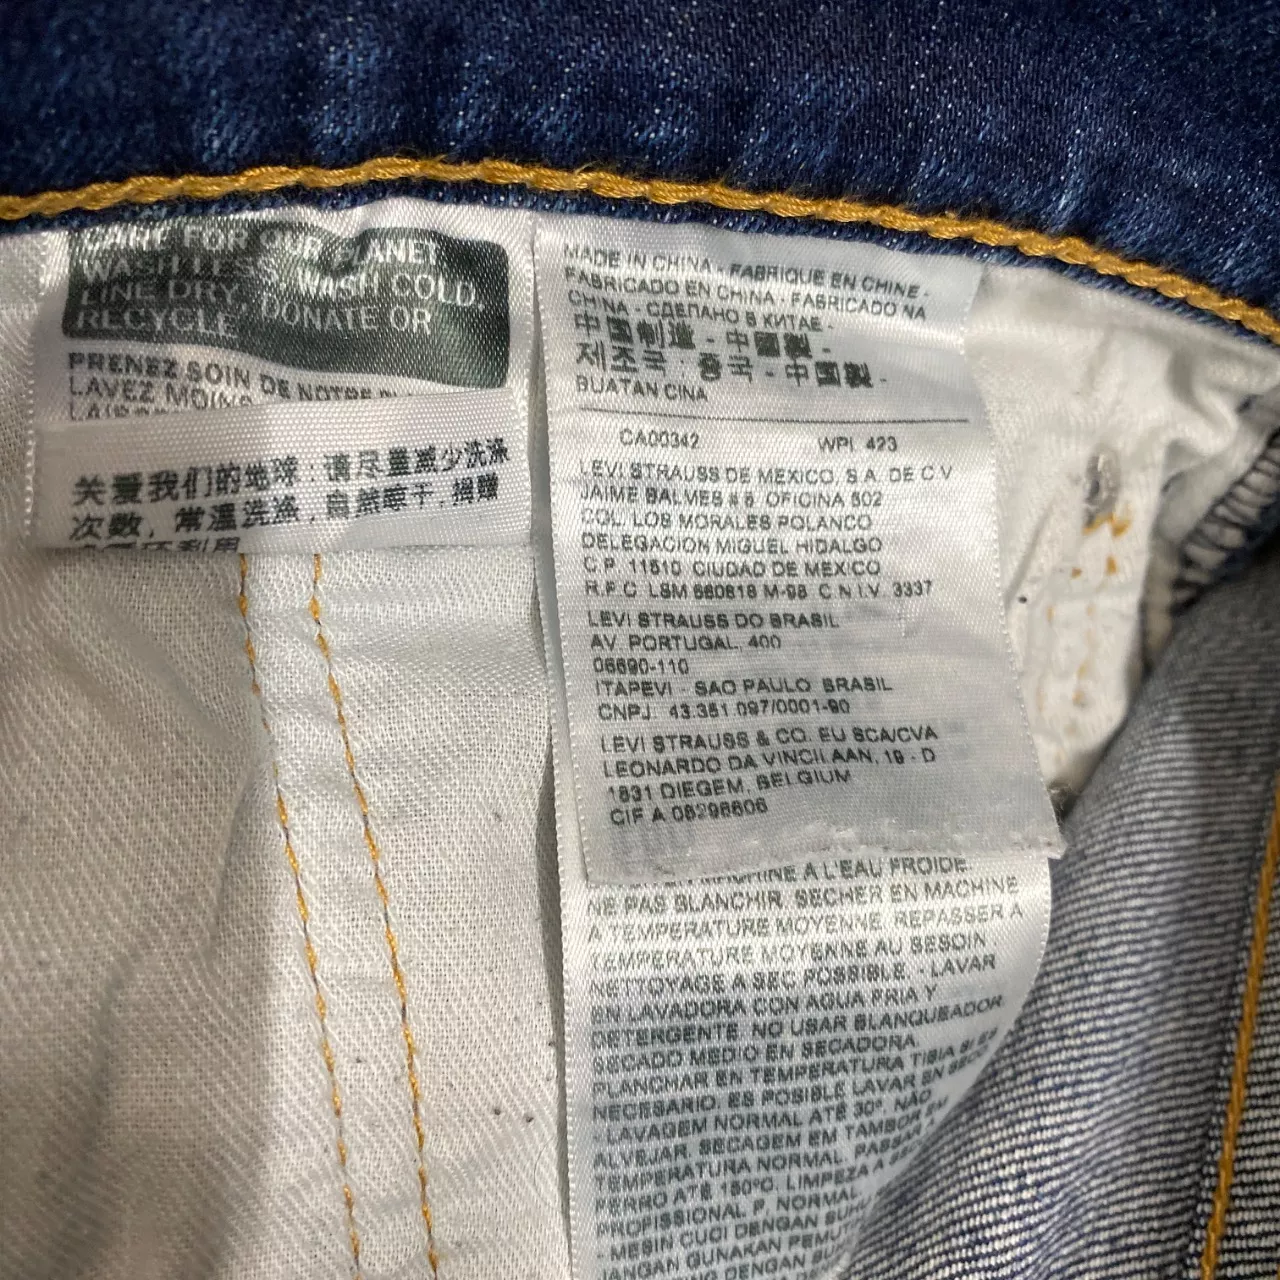 CARE FOR OUR PLANET
WASH LESS, WASH COLD,
LINE DRY, DONATE OR
RECYCLE
PRENEZ SOIN DE NOTRE
LAVEZ MOINS
关爱我们的地球：请尽量减少洗涤
次数，常温洗涤，自然晾干，捐赠
MADE IN CHINA - FABRIQUE EN CHINE -
FABRICADO EN CHINA - FABRICADO NA
CHINA - СДЕЛАНО В КИТАЕ -
中国制造 - 中國製 -
제조국 : 중국 - 中国製 -
BUATAN CINA
CA00342 WPL 423
LEVI STRAUSS DE MEXICO, S.A. DE C.V
JAIME BALMES # 8 OFICINA 602
COL. LOS MORALES POLANCO
DELEGACION MIGUEL HIDALGO
C.P. 11510 CIUDAD DE MEXICO
R.F.C. LSM 660618 M-98 C.N.I.V. 3337
LEVI STRAUSS DO BRASIL
AV. PORTUGAL, 400
06690-110
ITAPEVI - SAO PAULO BRASIL
CNPJ 43.351.097/0001-90
LEVI STRAUSS & CO. EU SCA/CVA
LEONARDO DA VINCILAAN, 19 - D
1831 DIEGEM, BELGIUM
CIF A 08298606
MACHINE A L'EAU FROIDE.
NE PAS BLANCHIR. SECHER EN MACHINE
A TEMPERATURE MOYENNE. REPASSER A
TEMPERATURE MOYENNE AU BESOIN.
NETTOYAGE A SEC POSSIBLE. - LAVAR
EN LAVADORA CON AGUA FRIA Y
DETERGENTE. NO USAR BLANQUEADOR
SECADO MEDIO EN SECADORA.
PLANCHAR EN TEMPERATURA TIBIA SI ES
NECESARIO. ES POSIBLE LAVAR EN SECO.
- LAVAGEM NORMAL ATÉ 30º. NÃO
ALVEJAR. SECAGEM EM TAMBOR EM
TEMPERATURA NORMAL. PASSAR A
FERRO ATÉ 150ºC. LIMPEZA A SECO
PROFISSIONAL P. NORMAL.
- MESIN CUCI DENGAN
JANGAN GUNAKAN
DENGAN